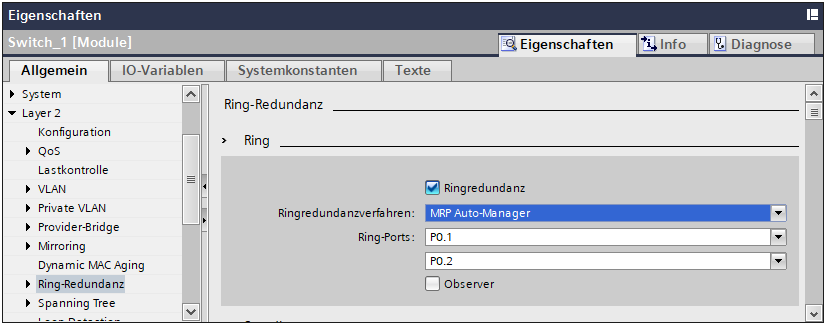 Eigenschaften
Switch_1 [Module]
Eigenschaften
Info
Diagnose
Allgemein
IO-Variablen
Systemkonstanten
Texte
System
Layer 2
Konfiguration
QoS
Lastkontrolle
VLAN
Private VLAN
Provider-Bridge
Mirroring
Dynamic MAC Aging
Ring-Redundanz
Spanning Tree
Ring-Redundanz
Ring
Ringredundanz
Ringredundanzverfahren: MRP Auto-Manager
Ring-Ports: P0.1
P0.2
Observer